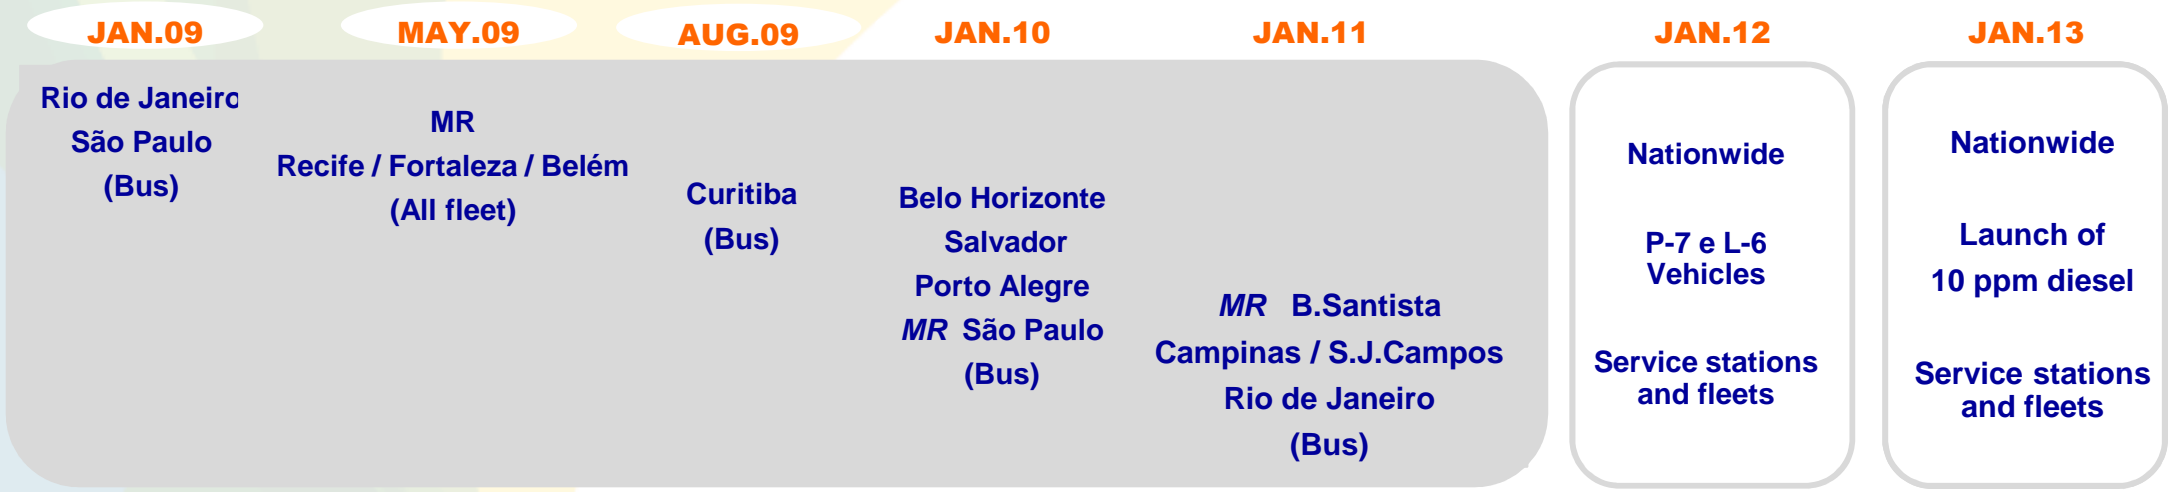 JAN.09
MAY.09
AUG.09
JAN.10
JAN.11
JAN.12
JAN.13
Rio de Janeiro
São Paulo
(Bus)
MR
Recife / Fortaleza / Belém
(All fleet)
Curitiba
(Bus)
Belo Horizonte
Salvador
Porto Alegre
MR São Paulo
(Bus)
MR B.Santista
Campinas / S.J.Campos
Rio de Janeiro
(Bus)
Nationwide
P-7 e L-6
Vehicles
Service stations
and fleets
Nationwide
Launch of
10 ppm diesel
Service stations
and fleets